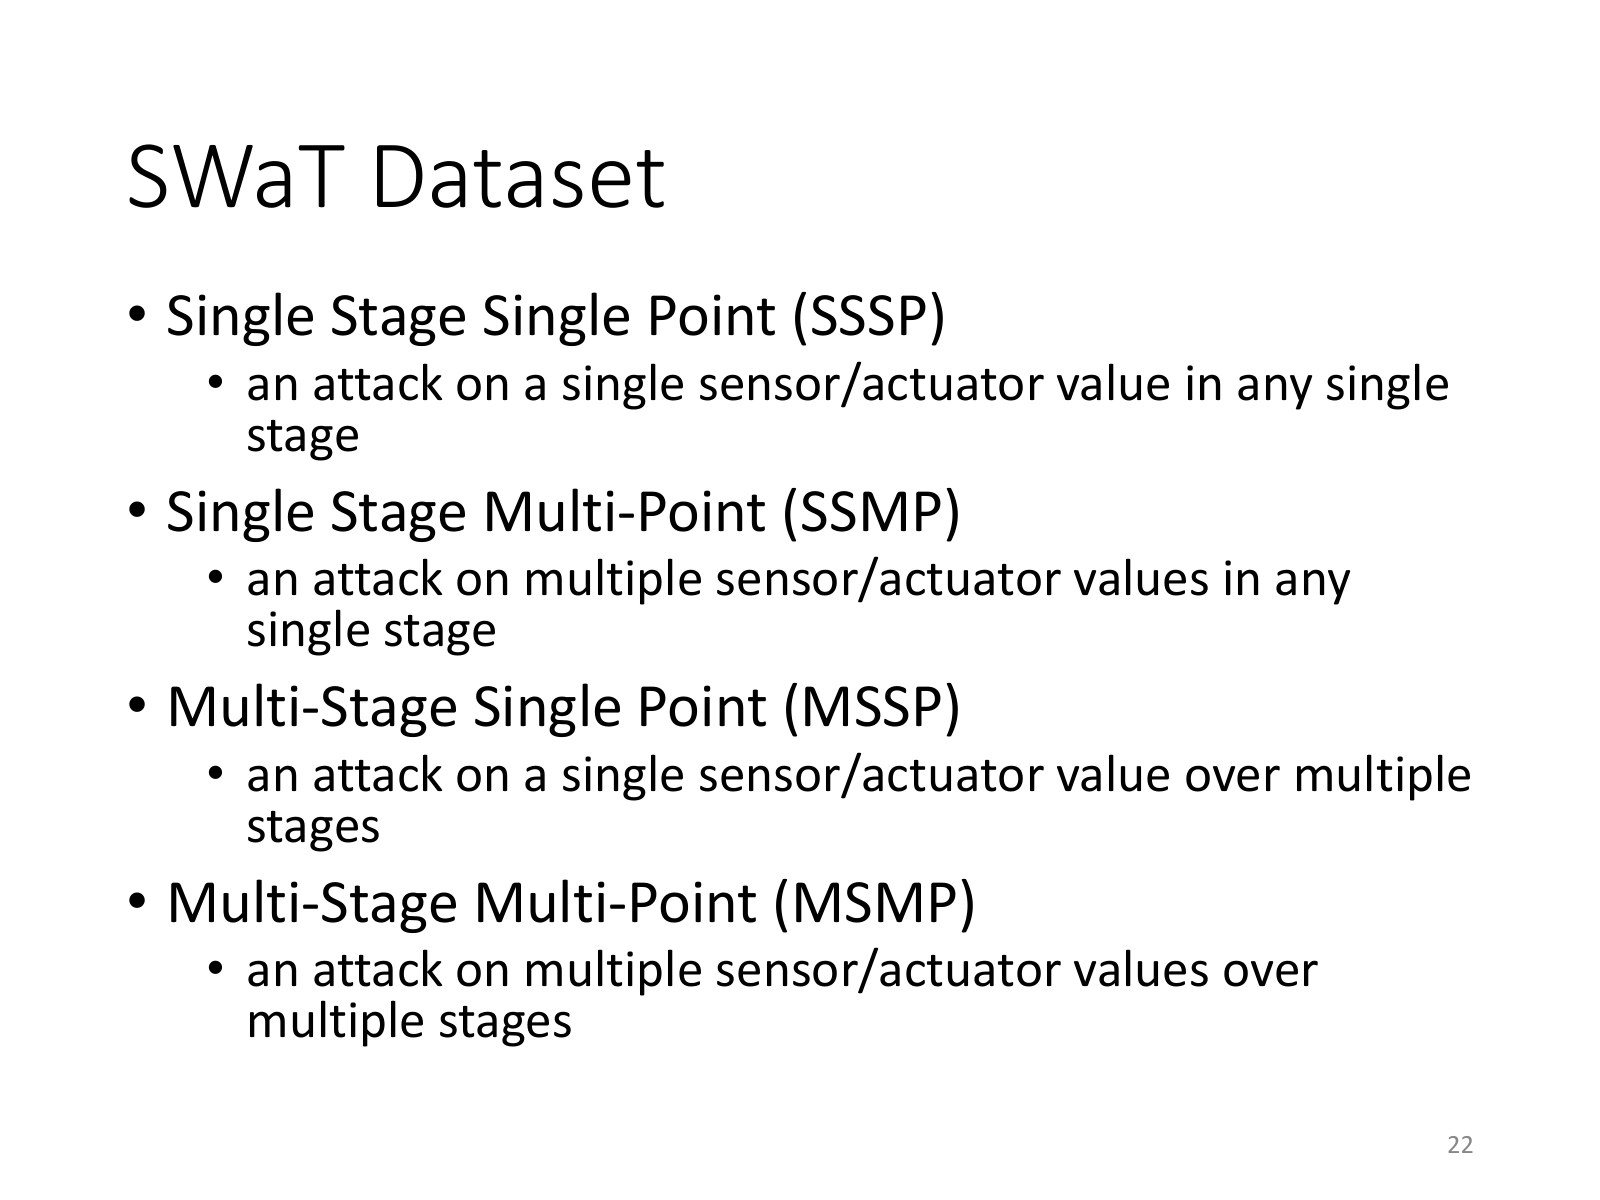 SWaT Dataset
• Single Stage Single Point (SSSP)
• an attack on a single sensor/actuator value in any single
stage
• Single Stage Multi-Point (SSMP)
• an attack on multiple sensor/actuator values in any
single stage
• Multi-Stage Single Point (MSSP)
• an attack on a single sensor/actuator value over multiple
stages
• Multi-Stage Multi-Point (MSMP)
• an attack on multiple sensor/actuator values over
multiple stages
22